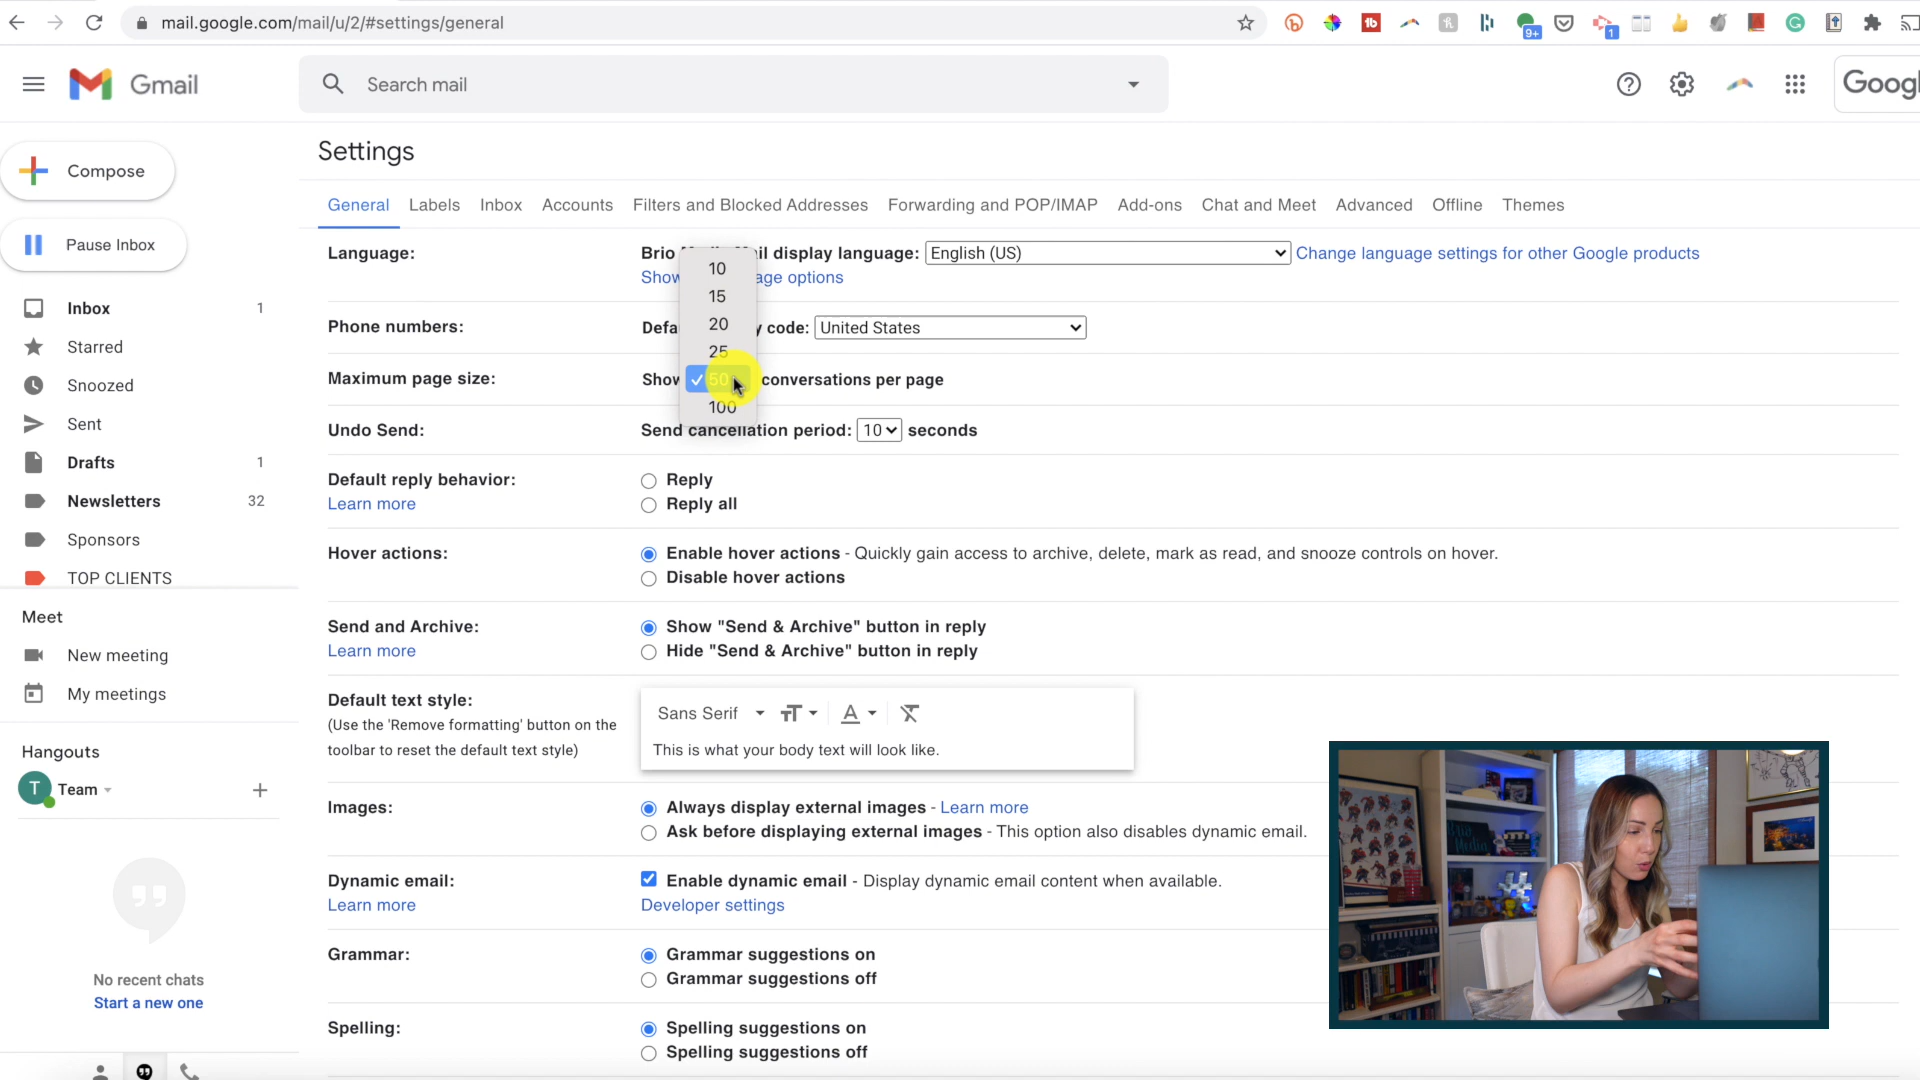 mail.google.com/mail/u/2/#settings/general
9+
1
Gmail
Search mail
Googl
Compose
Pause Inbox
Inbox 1
Starred
Snoozed
Sent
Drafts 1
Newsletters 32
Sponsors
TOP CLIENTS
Meet
New meeting
My meetings
Hangouts
T Team
No recent chats
Start a new one
Settings
General Labels Inbox Accounts Filters and Blocked Addresses Forwarding and POP/IMAP Add-ons Chat and Meet Advanced Offline Themes
Language: Brio il display language: English (US) Change language settings for other Google products
Show age options
Phone numbers: Defa y code: United States
10
15
20
25
50
100
Maximum page size: Show conversations per page
Undo Send: Send cancellation period: 10 seconds
Default reply behavior: Reply
Learn more Reply all
Hover actions: Enable hover actions - Quickly gain access to archive, delete, mark as read, and snooze controls on hover.
Disable hover actions
Send and Archive: Show "Send & Archive" button in reply
Learn more Hide "Send & Archive" button in reply
Default text style:
(Use the 'Remove formatting' button on the
toolbar to reset the default text style)
Sans Serif
This is what your body text will look like.
Images: Always display external images - Learn more
Ask before displaying external images - This option also disables dynamic email.
Dynamic email: Enable dynamic email - Display dynamic email content when available.
Learn more Developer settings
Grammar: Grammar suggestions on
Grammar suggestions off
Spelling: Spelling suggestions on
Spelling suggestions off